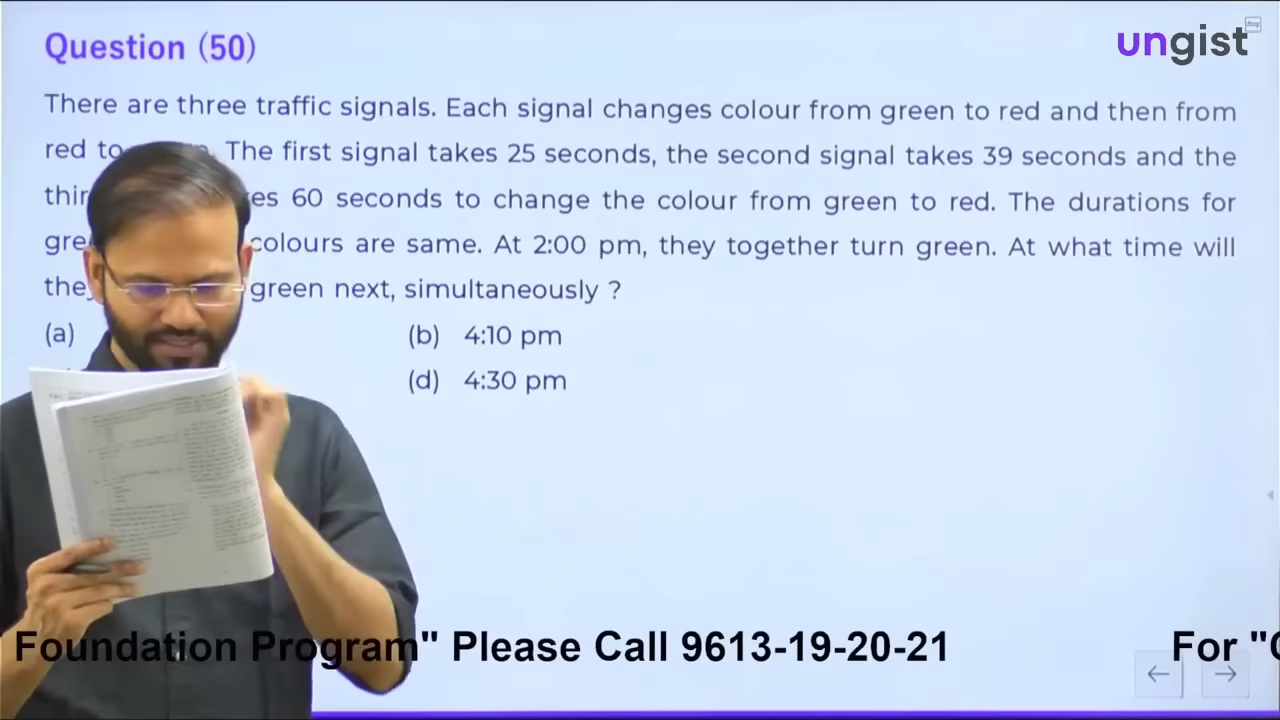 Question (50)
ungist
There are three traffic signals. Each signal changes colour from green to red and then from
red to The first signal takes 25 seconds, the second signal takes 39 seconds and the
60 seconds to change the colour from green to red. The durations for
colours are same. At 2:00 pm, they together turn green. At what time will
green next, simultaneously ?
(a)
(b) 4:10 pm
(d) 4:30 pm
Foundation Program" Please Call 9613-19-20-21
For "